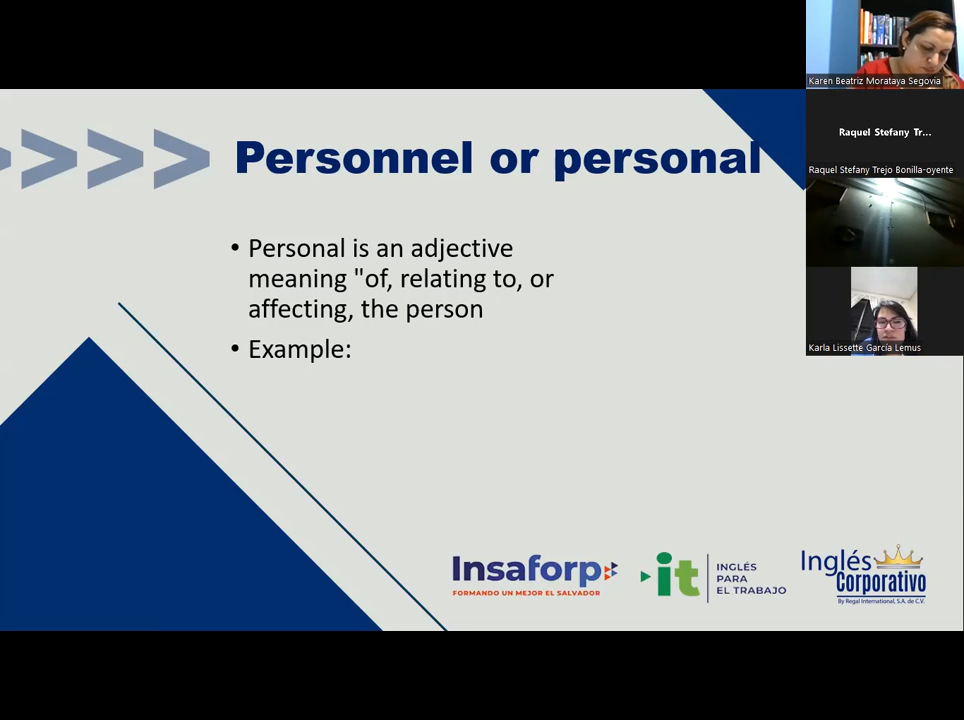 Karen Beatriz Morataya Segovia
Raquel Stefany Tr...
Raquel Stefany Trejo Bonilla-oyente
Karla Lissette García Lemus
Personnel or personal
• Personal is an adjective
meaning "of, relating to, or
affecting, the person
• Example:
Insaforp
FORMANDO UN MEJOR EL SALVADOR
it
INGLÉS
PARA
EL TRABAJO
Inglés
Corporativo
By Regal International, S.A. de C.V.